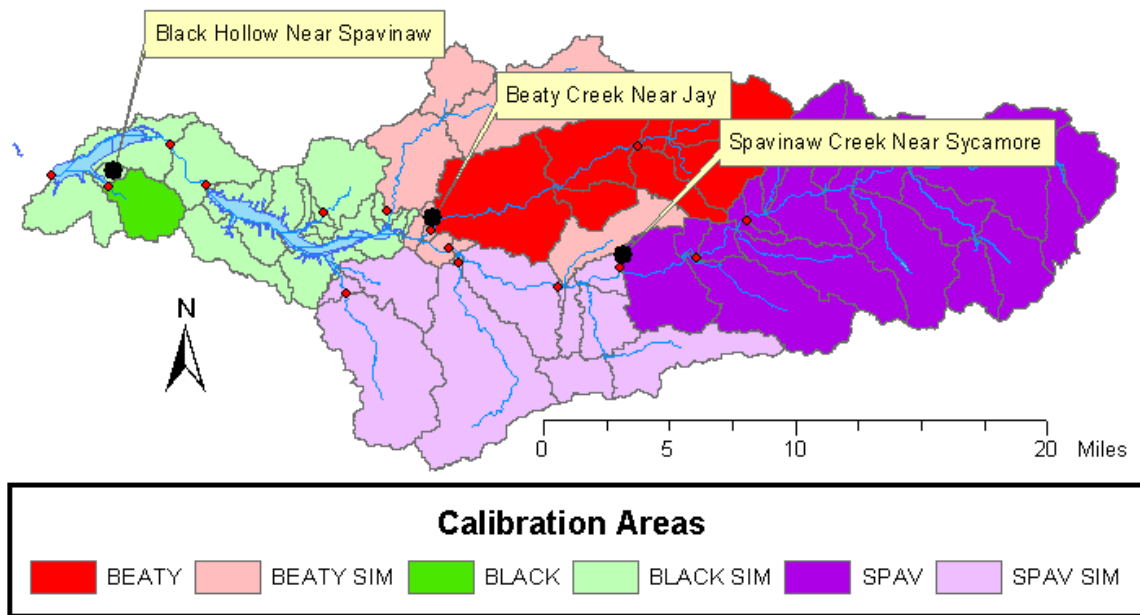 Black Hollow Near Spavinaw
Beaty Creek Near Jay
Spavinaw Creek Near Sycamore
N
0 5 10 20 Miles
Calibration Areas
BEATY BEATY SIM BLACK BLACK SIM SPAV SPAV SIM